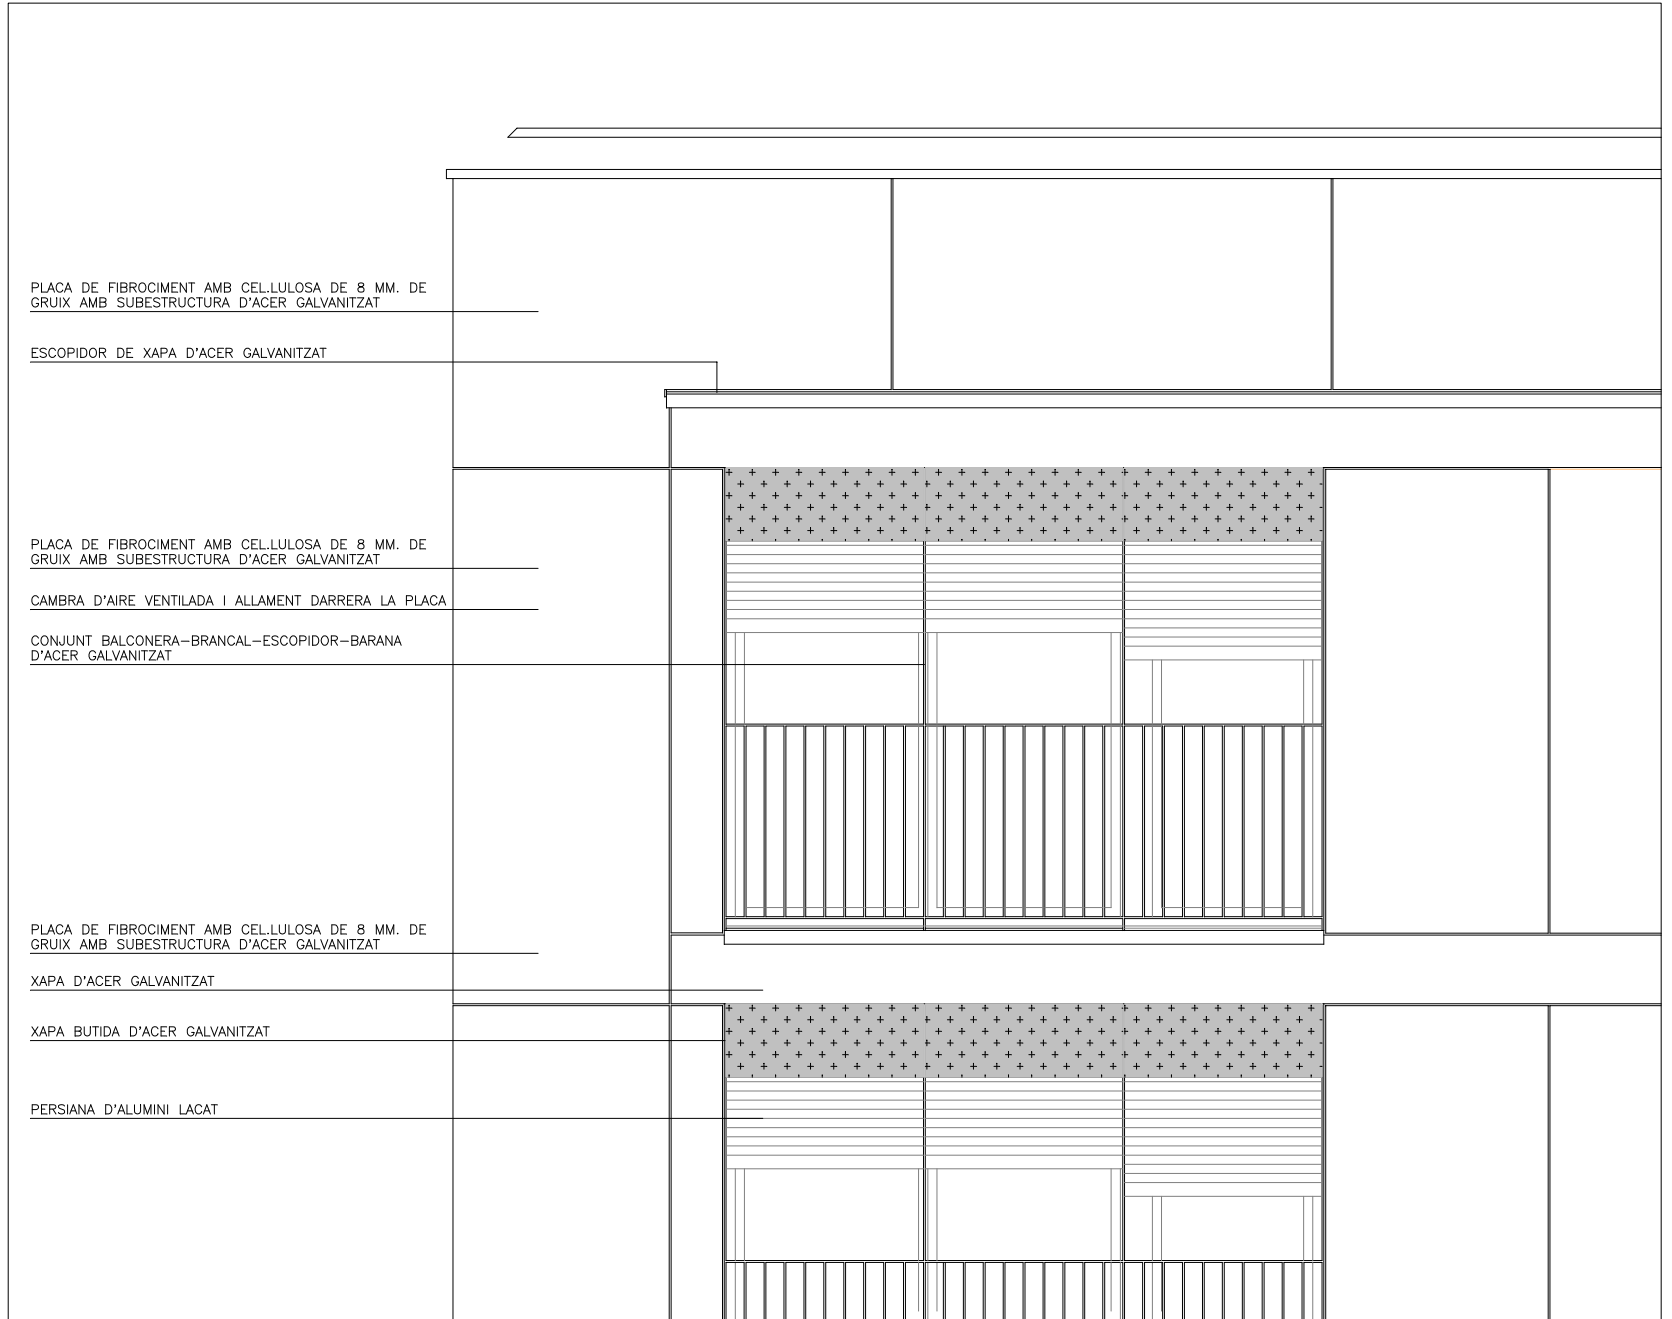 PLACA DE FIBROCIMENT AMB CEL.LULOSA DE 8 MM. DE
GRUIX AMB SUBESTRUCTURA D'ACER GALVANITZAT
ESCOPIDOR DE XAPA D'ACER GALVANITZAT
PLACA DE FIBROCIMENT AMB CEL.LULOSA DE 8 MM. DE
GRUIX AMB SUBESTRUCTURA D'ACER GALVANITZAT
CAMBRA D'AIRE VENTILADA I ALLAMENT DARRERA LA PLACA
CONJUNT BALCONERA-BRANCAL-ESCOPIDOR-BARANA
D'ACER GALVANITZAT
PLACA DE FIBROCIMENT AMB CEL.LULOSA DE 8 MM. DE
GRUIX AMB SUBESTRUCTURA D'ACER GALVANITZAT
XAPA D'ACER GALVANITZAT
XAPA BUTIDA D'ACER GALVANITZAT
PERSIANA D'ALUMINI LACAT